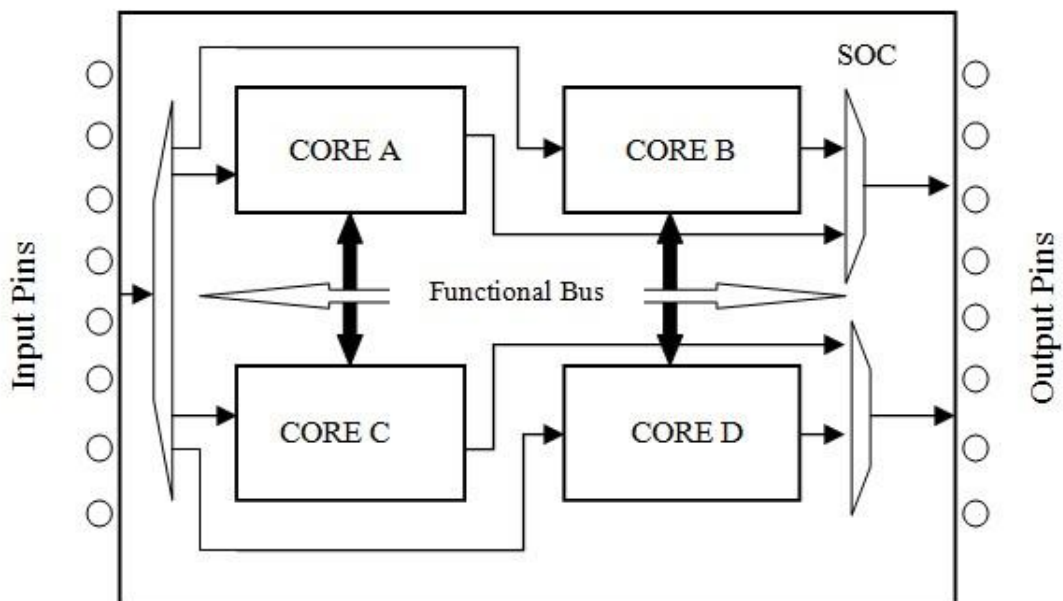 SOC
CORE A
CORE B
Input Pins
Functional Bus
Output Pins
CORE C
CORE D